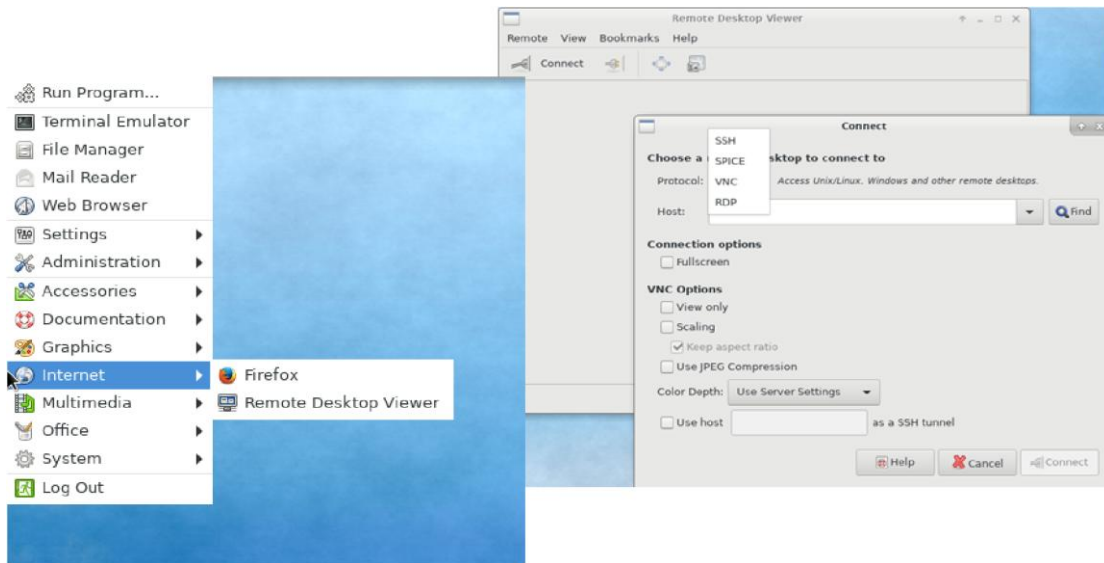 Run Program...
Terminal Emulator
File Manager
Mail Reader
Web Browser
Settings
Administration
Accessories
Documentation
Graphics
Internet
Multimedia
Office
System
Log Out
Firefox
Remote Desktop Viewer
Remote Desktop Viewer
Remote View Bookmarks Help
Connect
Connect
Choose a sktop to connect to
SSH
SPICE
VNC
RDP
Protocol: Access Unix/Linux, Windows and other remote desktops.
Host: Find
Connection options
Fullscreen
VNC Options
View only
Scaling
Keep aspect ratio
Use JPEG Compression
Color Depth: Use Server Settings
Use host as a SSH tunnel
Help Cancel Connect